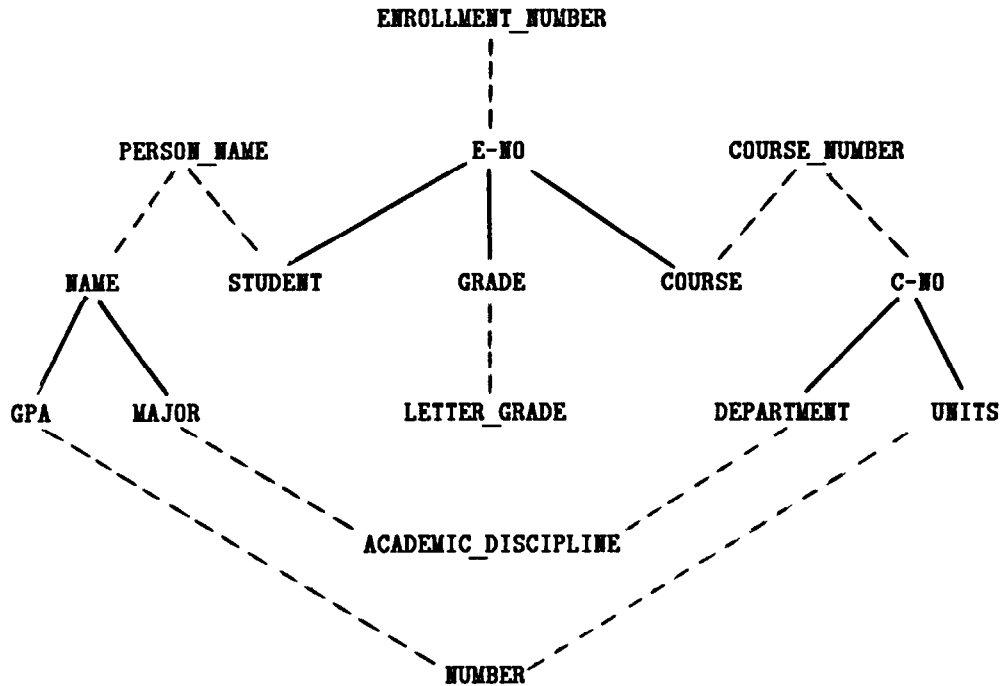 ENROLLMENT_NUMBER
PERSON_NAME E-NO COURSE_NUMBER
NAME STUDENT GRADE COURSE C-NO
GPA MAJOR LETTER_GRADE DEPARTMENT UNITS
ACADEMIC_DISCIPLINE
NUMBER